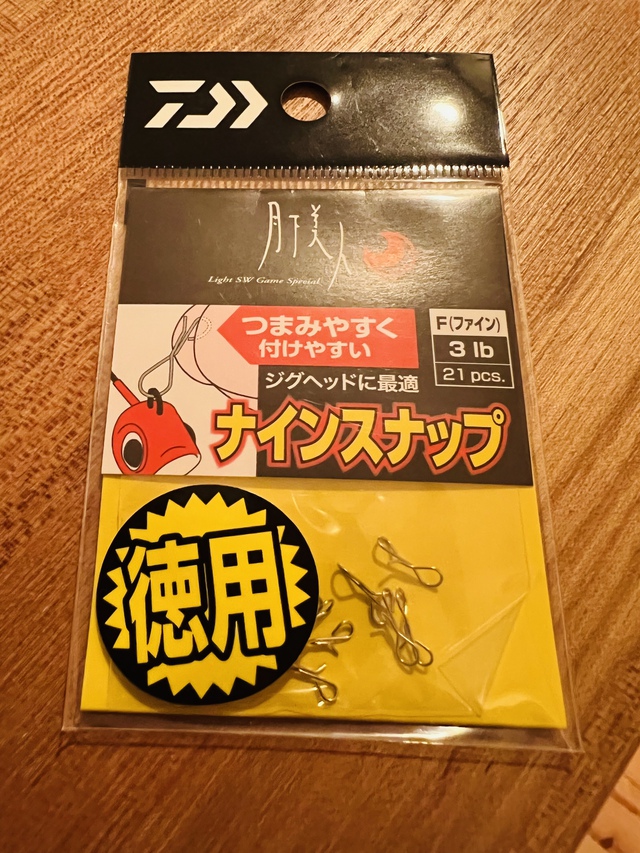 月下美人
Light SW Game Special
つまみやすく
付けやすい
F(ファイン)
3 lb
21 pcs.
ジグヘッドに最適
ナインスナップ
徳用